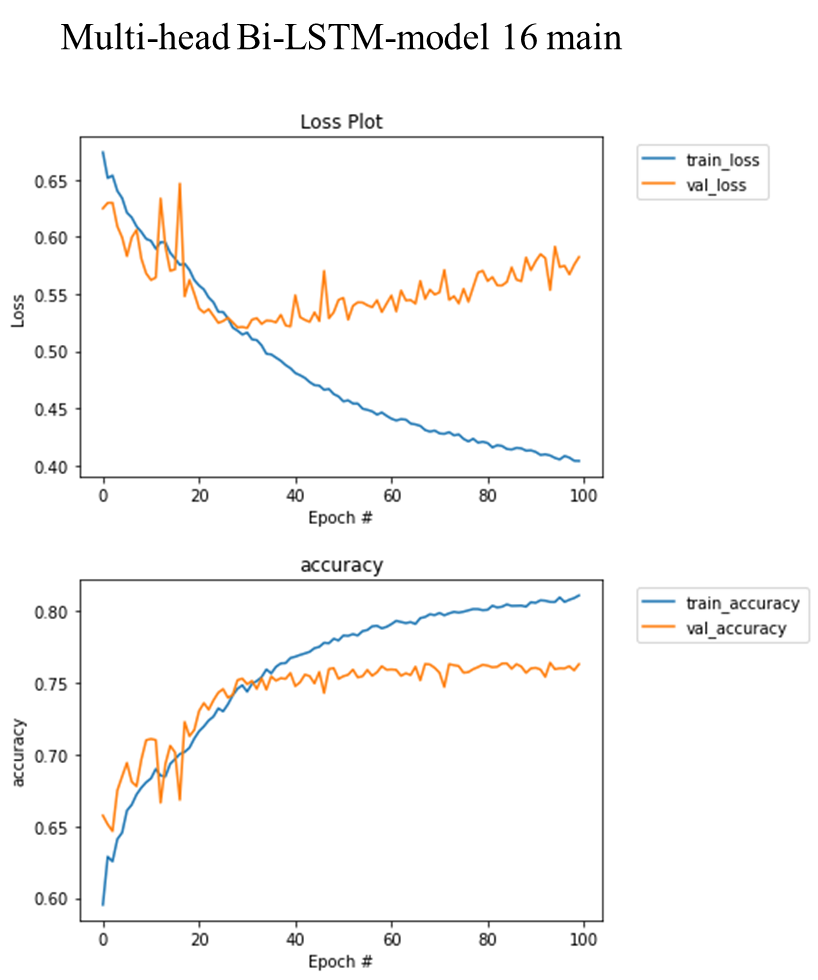 Multi-head Bi-LSTM-model 16 main
Loss Plot
train_loss
val_loss
0.65
0.60
0.55
0.50
0.45
0.40
Loss
0 20 40 60 80 100
Epoch #
accuracy
train_accuracy
val_accuracy
0.80
0.75
0.70
0.65
0.60
accuracy
0 20 40 60 80 100
Epoch #